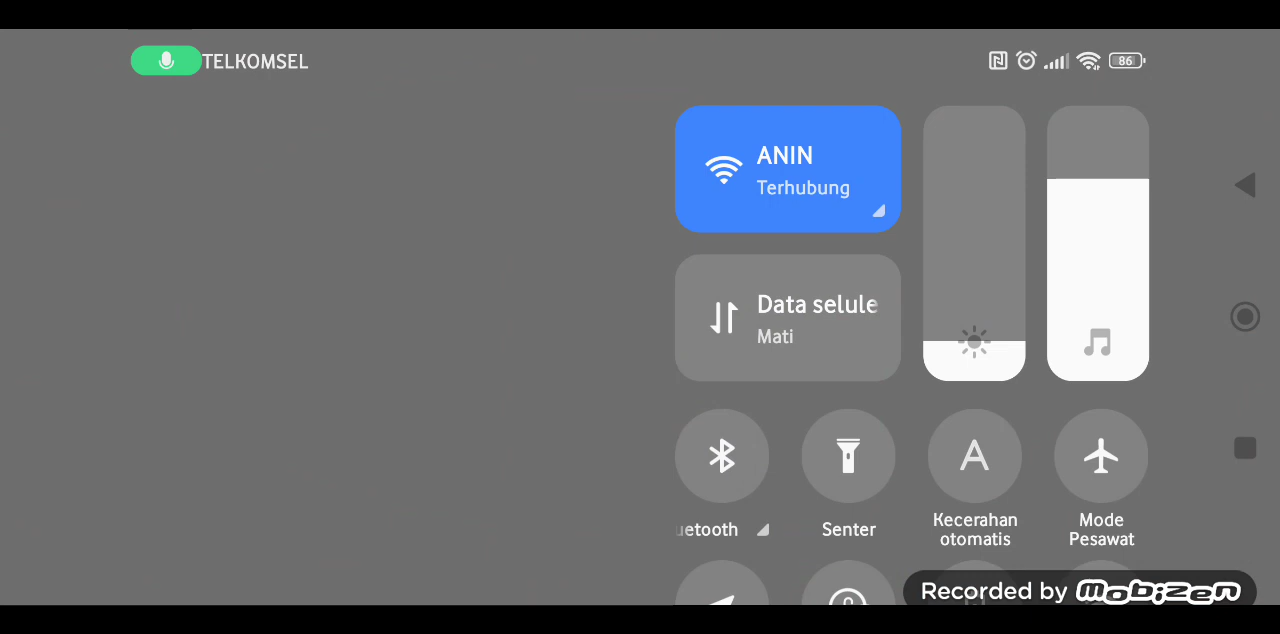 TELKOMSEL
86
ANIN
Terhubung
Data selule
Mati
uetooth
Senter
A
Kecerahan
otomatis
Mode
Pesawat
Recorded by mobizen